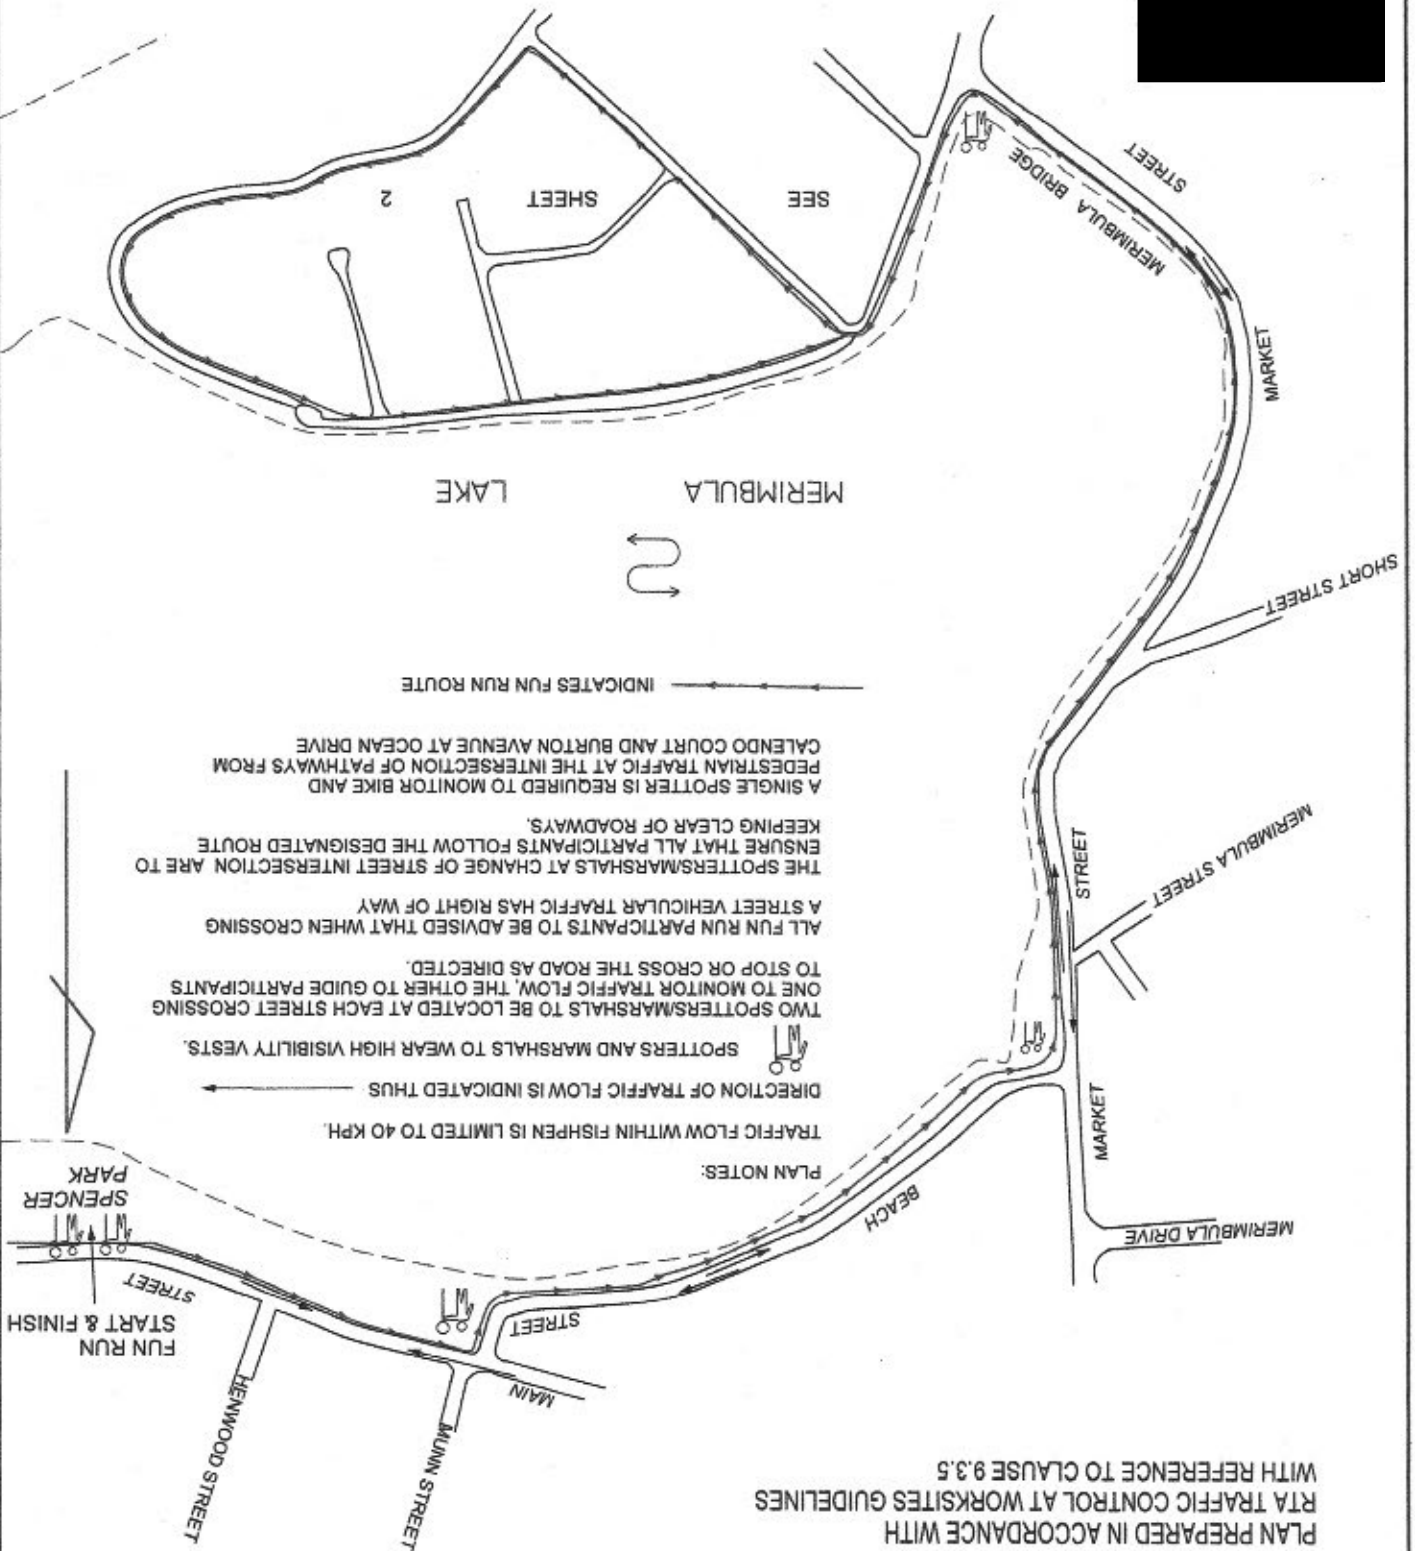 PLAN PREPARED IN ACCORDANCE WITH
RTA TRAFFIC CONTROL AT WORKSITES GUIDELINES
WITH REFERENCE TO CLAUSE 9.3.5
MUNN STREET
HENWOOD STREET
MAIN
STREET
FUN RUN
START & FINISH
STREET
SPENCER
PARK
MERIMBULA DRIVE
MARKET
BEACH
PLAN NOTES:
TRAFFIC FLOW WITHIN FISHPEN IS LIMITED TO 40 KPH.
DIRECTION OF TRAFFIC FLOW IS INDICATED THUS
SPOTTERS AND MARSHALS TO WEAR HIGH VISIBILITY VESTS.
TWO SPOTTERS/MARSHALS TO BE LOCATED AT EACH STREET CROSSING
ONE TO MONITOR TRAFFIC FLOW, THE OTHER TO GUIDE PARTICIPANTS
TO STOP OR CROSS THE ROAD AS DIRECTED.
ALL FUN RUN PARTICPANTS TO BE ADVISED THAT WHEN CROSSING
A STREET VEHICULAR TRAFFIC HAS RIGHT OF WAY
THE SPOTTERS/MARSHALS AT CHANGE OF STREET INTERSECTION ARE TO
ENSURE THAT ALL PARTICIPANTS FOLLOW THE DESIGNATED ROUTE
KEEPING CLEAR OF ROADWAYS.
A SINGLE SPOTTER IS REQUIRED TO MONITOR BIKE AND
PEDESTRIAN TRAFFIC AT THE INTERSECTION OF PATHWAYS FROM
CALENDO COURT AND BURTON AVENUE AT OCEAN DRIVE
INDICATES FUN RUN ROUTE
MERIMBULA STREET
STREET
SHORT STREET
MERIMBULA LAKE
MARKET
STREET
MERIMBULA BRIDGE
SEE SHEET 2